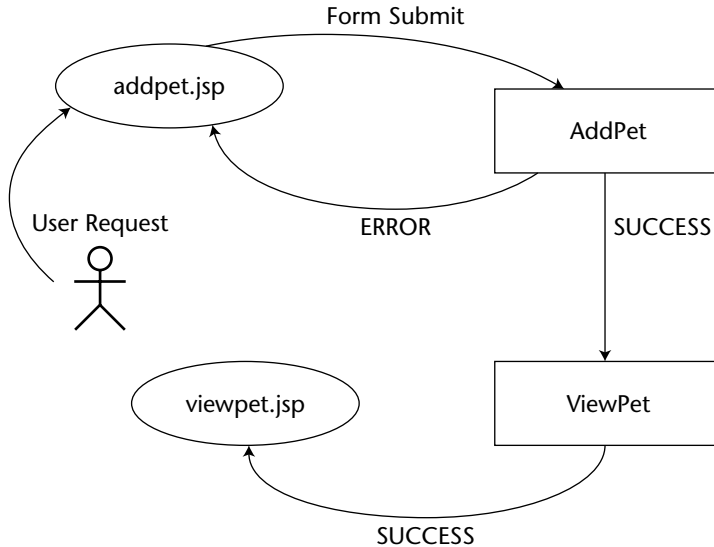 Form Submit
addpet.jsp
AddPet
User Request
ERROR
SUCCESS
viewpet.jsp
ViewPet
SUCCESS